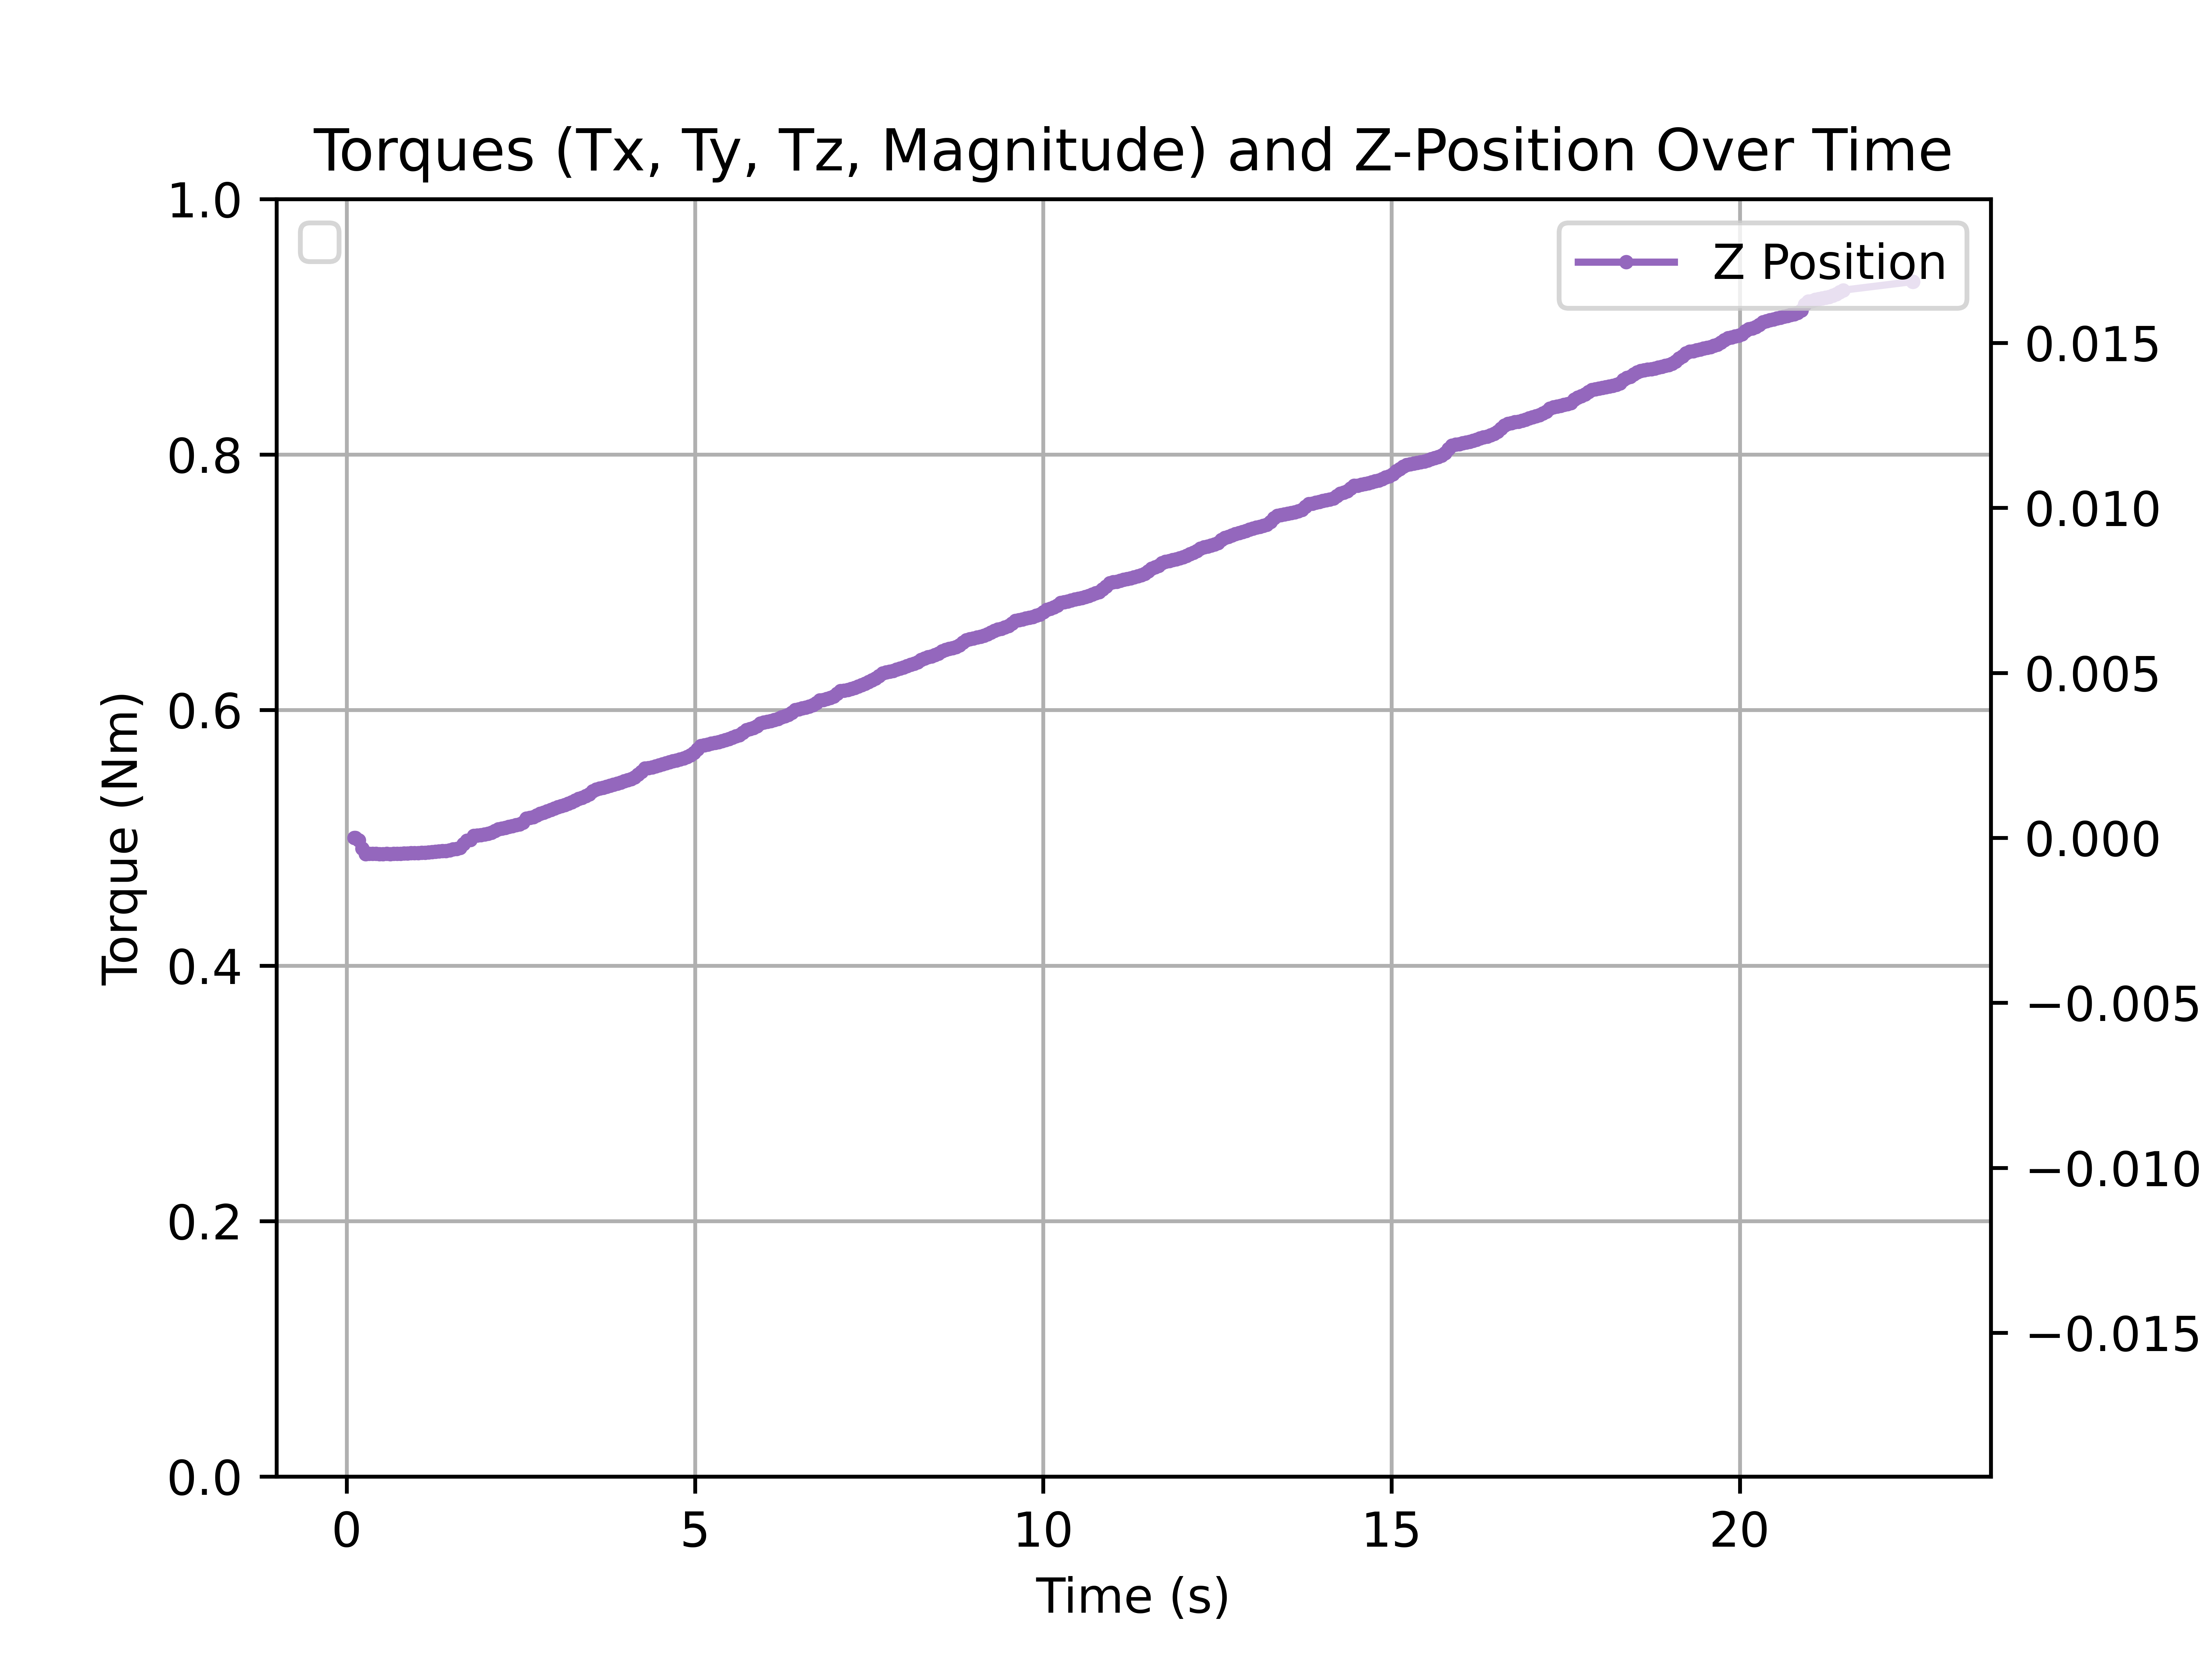 Torques (Tx, Ty, Tz, Magnitude) and Z-Position Over Time
Z Position
Torque (Nm)
1.0
0.8
0.6
0.4
0.2
0.0
0.015
0.010
0.005
0.000
−0.005
−0.010
−0.015
0 5 10 15 20
Time (s)